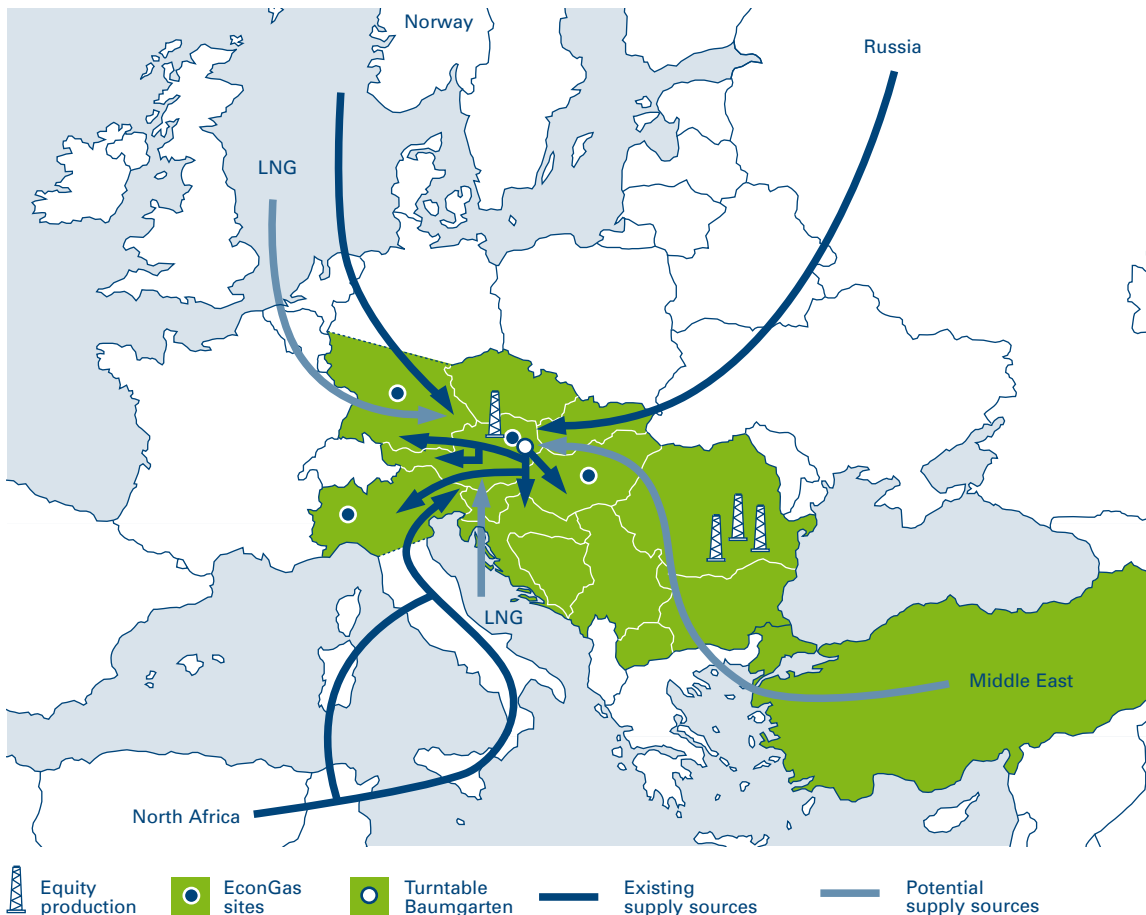 Norway
Russia
LNG
LNG
Middle East
North Africa
Equity
production
EconGas
sites
Turntable
Baumgarten
Existing
supply sources
Potential
supply sources